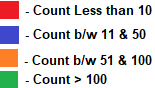 - Count Less than 10
- Count b/w 11 & 50
- Count b/w 51 & 100
- Count > 100